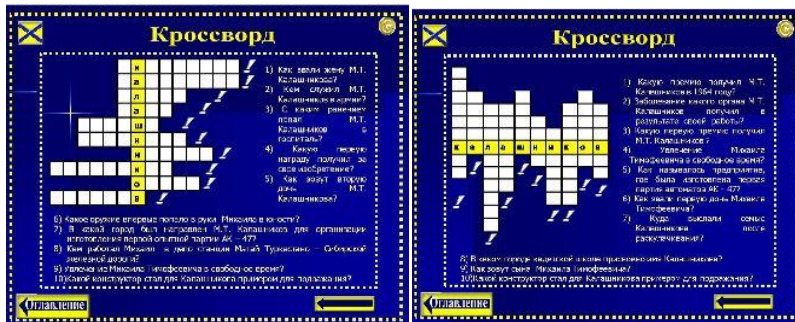 Кроссворд
к
а
л
а
ш
н
и
к
о
в
1) Как звали жену М.Т.
Калашникова?
2) Кем служил М.Т.
Калашников в армии?
3) С каким ранением
попал М.Т.
Калашников в
госпиталь?
4) Какую первую
награду получил за
свое изобретение?
5) Как зовут вторую
дочь М.Т.
Калашникова?
6) Какое оружие впервые попало в руки Михаила в юности?
7) В какой город был направлен М.Т. Калашников для организации
изготовления первой опытный партии АК – 47?
8) Кем работал Михаил в депо станции Матай Туркестано – Сибирской
железной дороги?
9) Увлечение Михаила Тимофеевича в свободное время?
10) Какой конструктор стал для Калашникова примером для подражания?
Оглавление
Кроссворд
к а л а ш н и к о в
1) Какую премию получил М.Т.
Калашников в 1964 году?
2) Заболевание какого органа М.Т.
Калашников получил в
результате своей работы?
3) Какую первую премию получил
М.Т. Калашников?
4) Увлечение Михаила
Тимофеевича в свободное время?
5) Как называлось предприятие,
где была изготовлена первая
партия автоматов АК - 47?
6) Как звали первую дочь Михаила
Тимофеевича?
7) Куда выслали семью
Калашникова после
раскулачивания?
8) В каком городе кадетской школе присвоено имя Калашникова?
9) Как зовут сына Михаила Тимофеевича?
10) Какой конструктор стал для Калашникова примером для подражания?
Оглавление